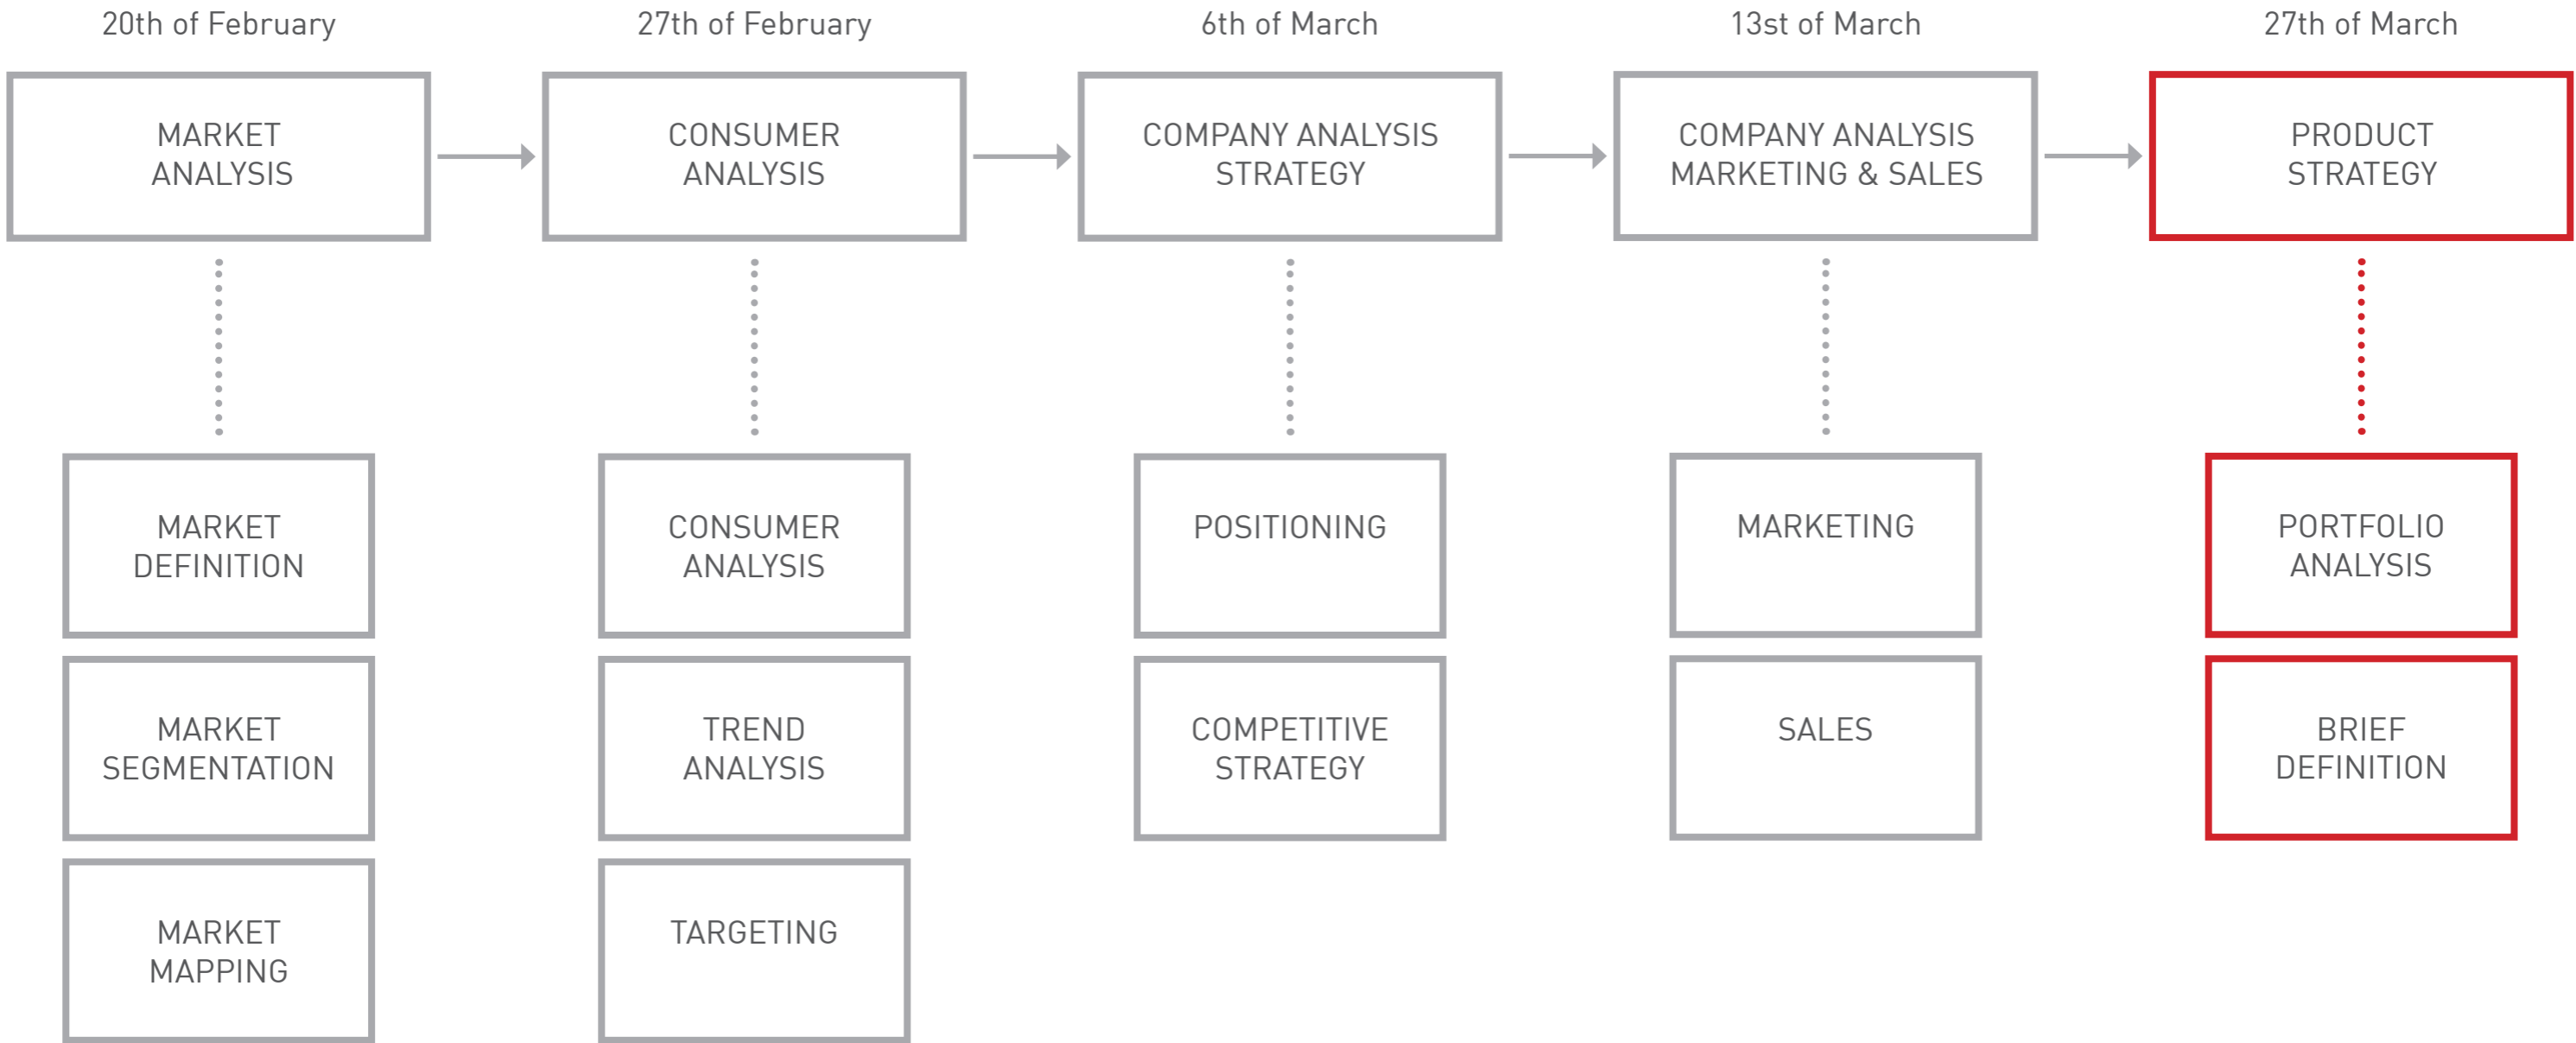 20th of February
27th of February
6th of March
13st of March
27th of March
MARKET
ANALYSIS
CONSUMER
ANALYSIS
COMPANY ANALYSIS
STRATEGY
COMPANY ANALYSIS
MARKETING & SALES
PRODUCT
STRATEGY
MARKET
DEFINITION
CONSUMER
ANALYSIS
POSITIONING
MARKETING
PORTFOLIO
ANALYSIS
MARKET
SEGMENTATION
TREND
ANALYSIS
COMPETITIVE
STRATEGY
SALES
BRIEF
DEFINITION
MARKET
MAPPING
TARGETING